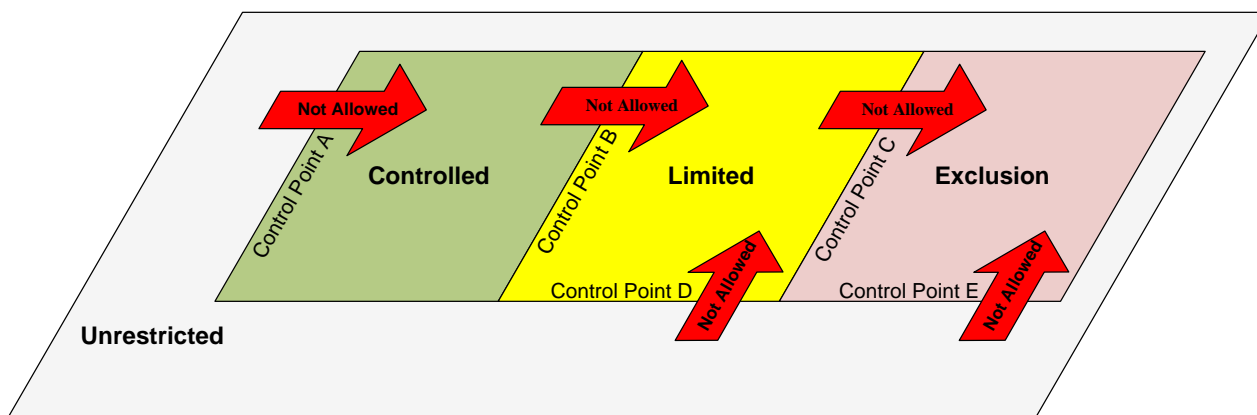 Not Allowed
Not Allowed
Not Allowed
Control Point A
Control Point B
Control Point C
Controlled
Limited
Exclusion
Not Allowed
Not Allowed
Control Point D
Control Point E
Unrestricted